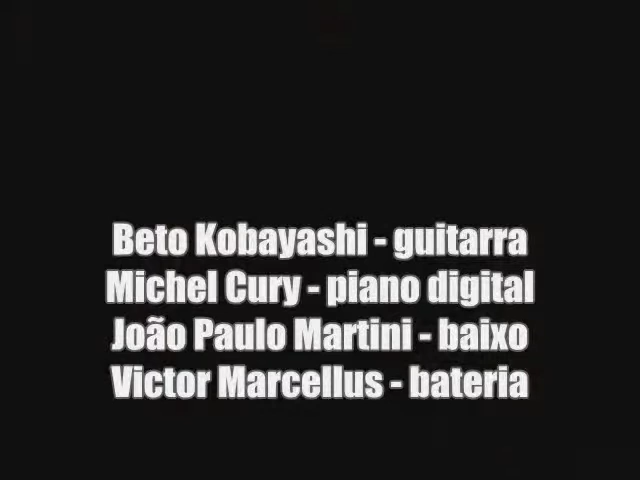 Beto Kobayashi - guitarra
Michel Cury - piano digital
João Paulo Martini - baixo
Victor Marcellus - bateria